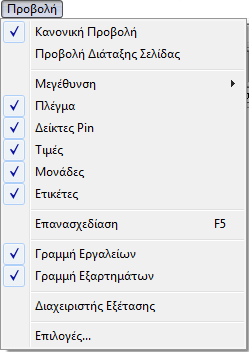 Προβολή
Κανονική Προβολή
Προβολή Διάταξης Σελίδας
Μεγέθυνση
Πλέγμα
Δείκτες Pin
Τιμές
Μονάδες
Ετικέτες
Επανασχεδίαση F5
Γραμμή Εργαλείων
Γραμμή Εξαρτημάτων
Διαχειριστής Εξέτασης
Επιλογές...